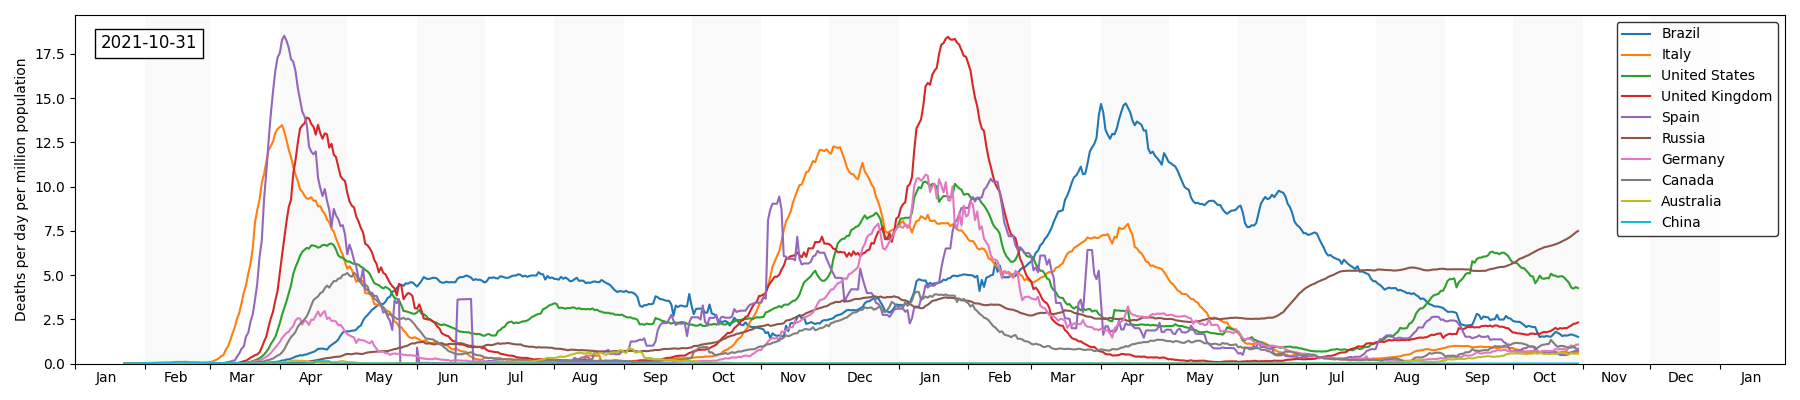 2021-10-31
Deaths per day per million population
17.5
15.0
12.5
10.0
7.5
5.0
2.5
0.0
Brazil
Italy
United States
United Kingdom
Spain
Russia
Germany
Canada
Australia
China
Jan Feb Mar Apr May Jun Jul Aug Sep Oct Nov Dec Jan Feb Mar Apr May Jun Jul Aug Sep Oct Nov Dec Jan